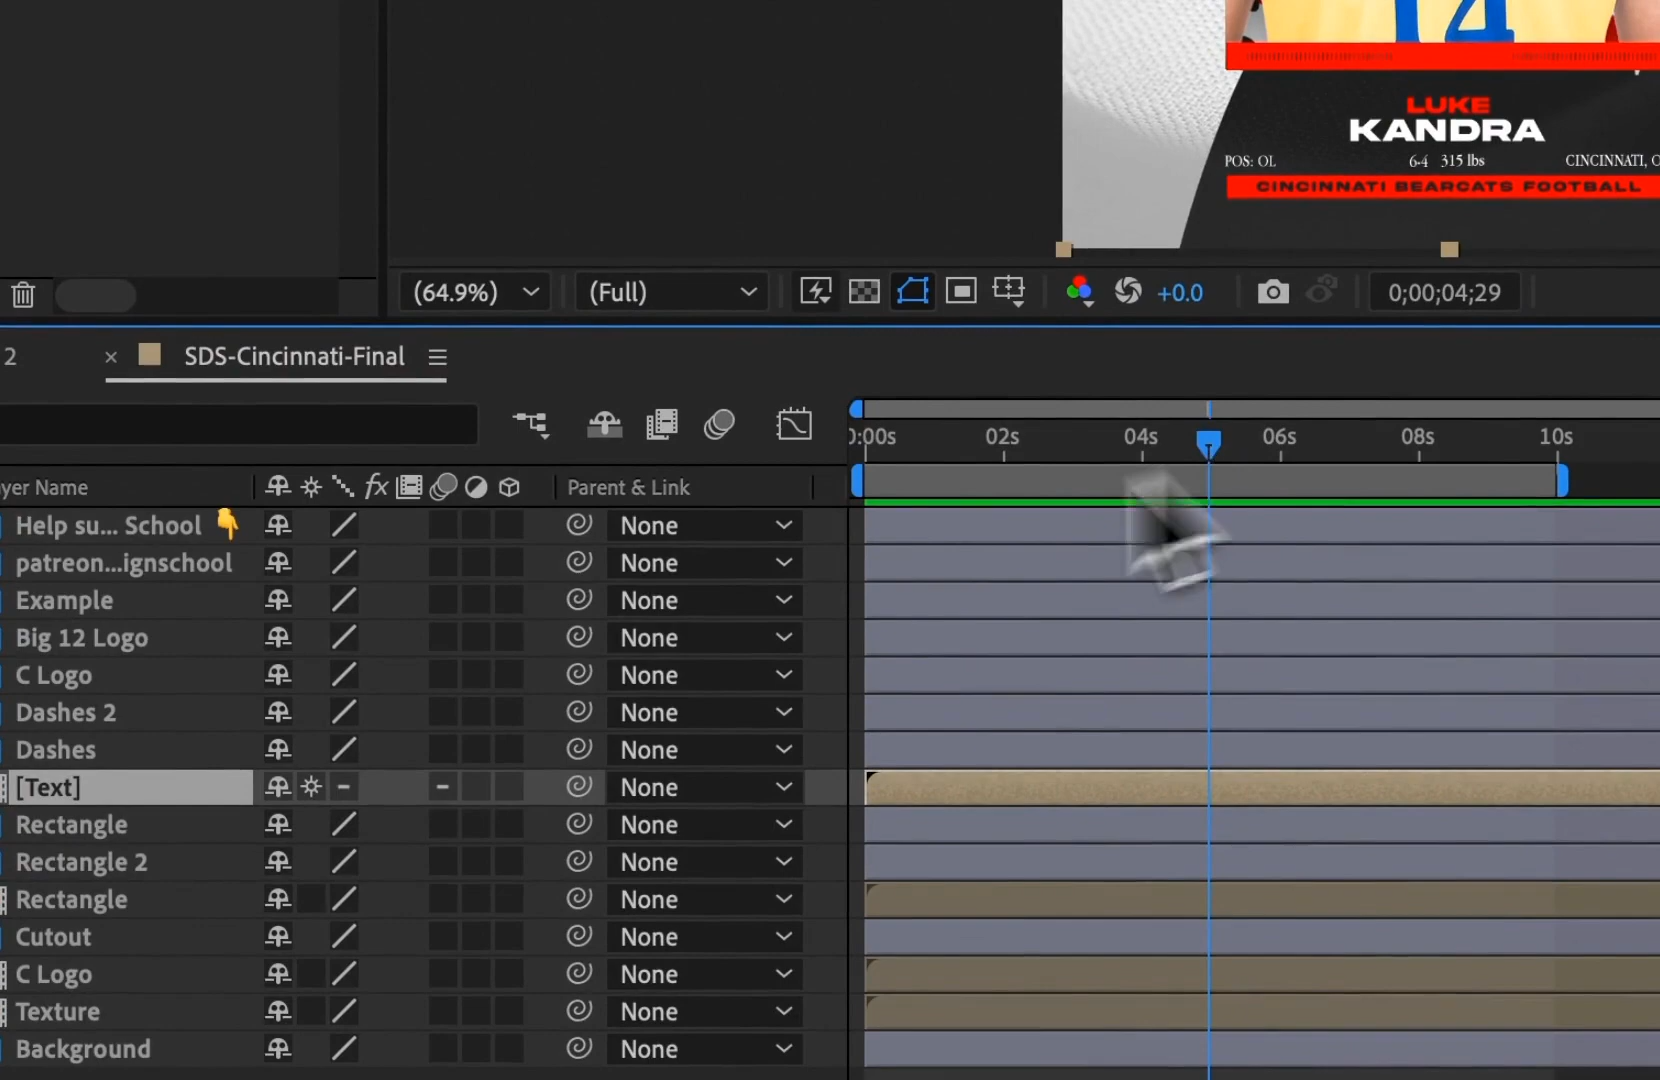 14
LUKE
KANDRA
POS: OL 6-4 315 lbs CINCINNATI, O
CINCINNATI BEARCATS FOOTBALL
(64.9%) (Full) +0.0 0;00;04;29
2 × SDS-Cincinnati-Final
0:00s 02s 04s 06s 08s 10s
yer Name fx Parent & Link
Help su... School 👇 None
patreon...ignschool None
Example None
Big 12 Logo None
C Logo None
Dashes 2 None
Dashes None
[Text] None
Rectangle None
Rectangle 2 None
Rectangle None
Cutout None
C Logo None
Texture None
Background None